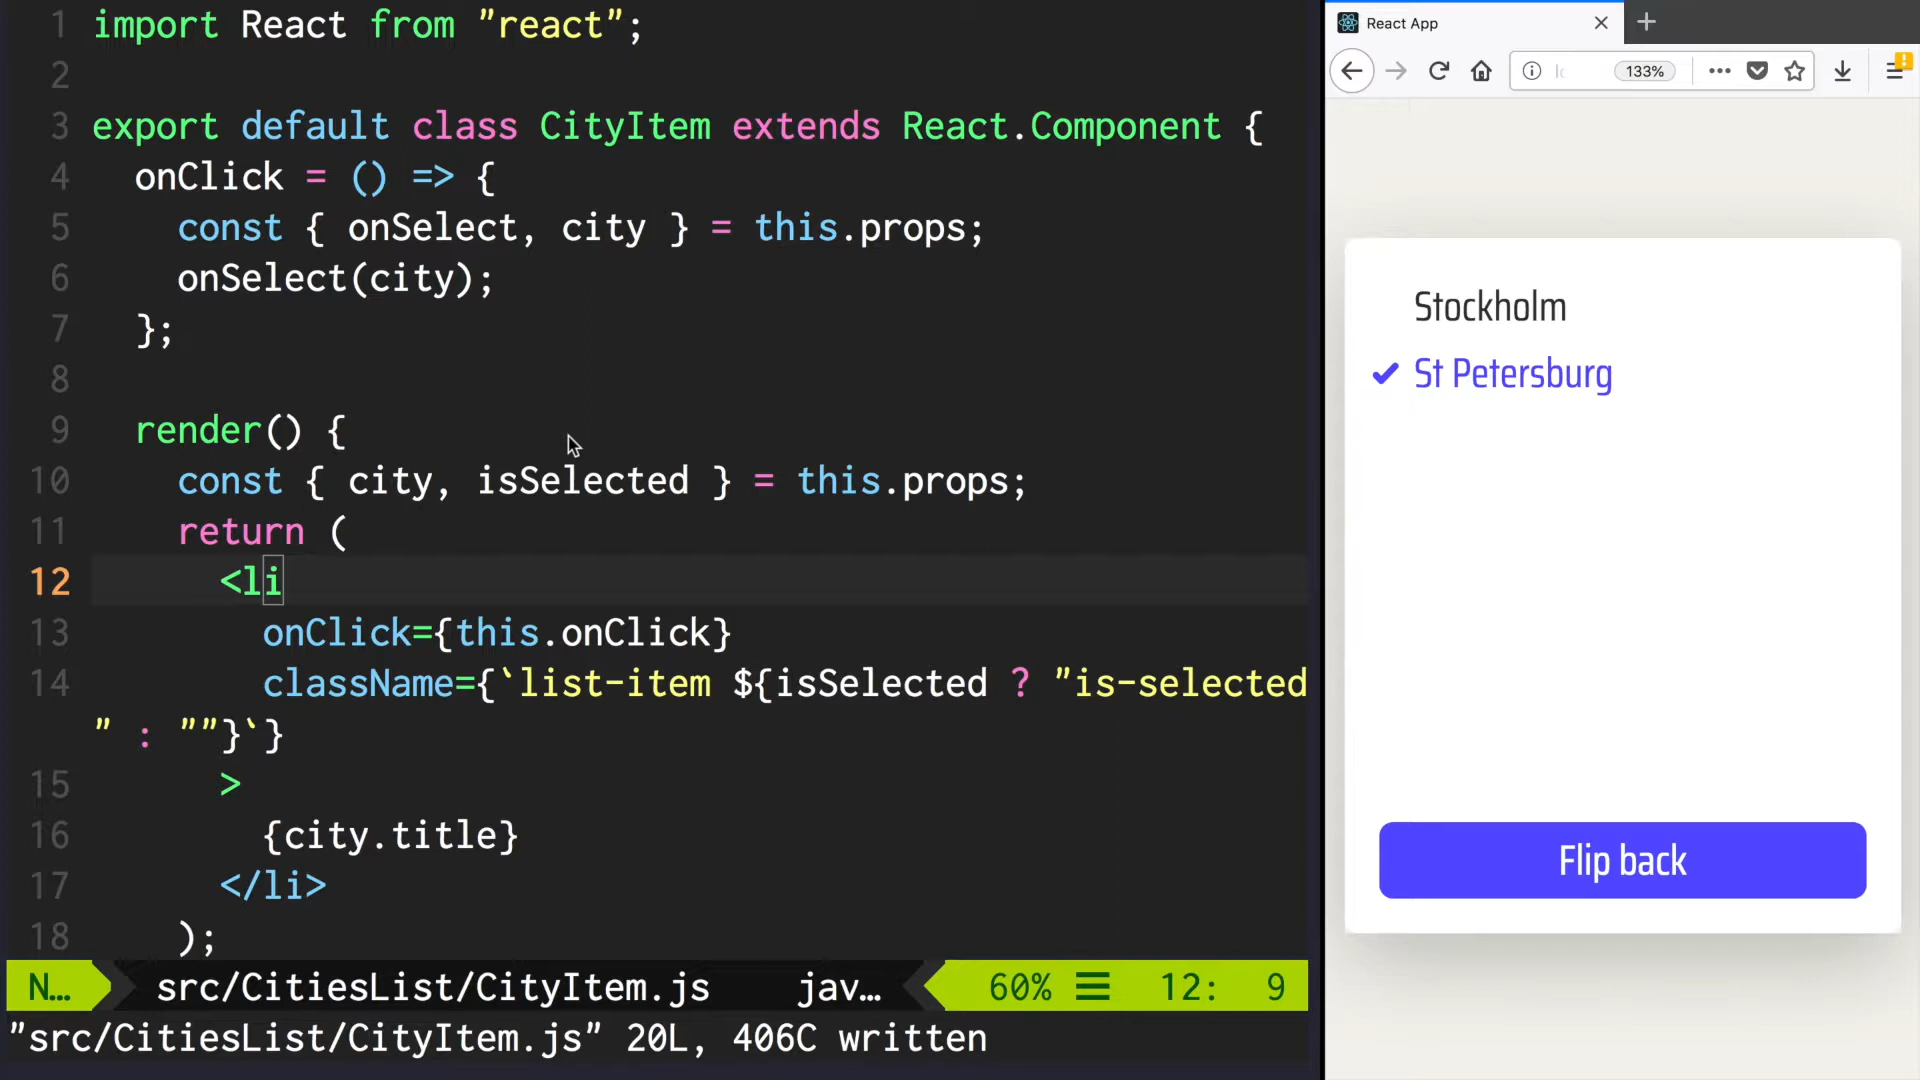 1 import React from "react";
2
3 export default class CityItem extends React.Component {
4 onClick = () => {
5 const { onSelect, city } = this.props;
6 onSelect(city);
7 };
8
9 render() {
10 const { city, isSelected } = this.props;
11 return (
12 <li
13 onClick={this.onClick}
14 className={`list-item ${isSelected ? "is-selected
" : ""}`}
15 >
16 {city.title}
17 </li>
18 );
N… src/CitiesList/CityItem.js jav… 60% ☰ 12: 9
"src/CitiesList/CityItem.js" 20L, 406C written
React App
133%
Stockholm
St Petersburg
Flip back